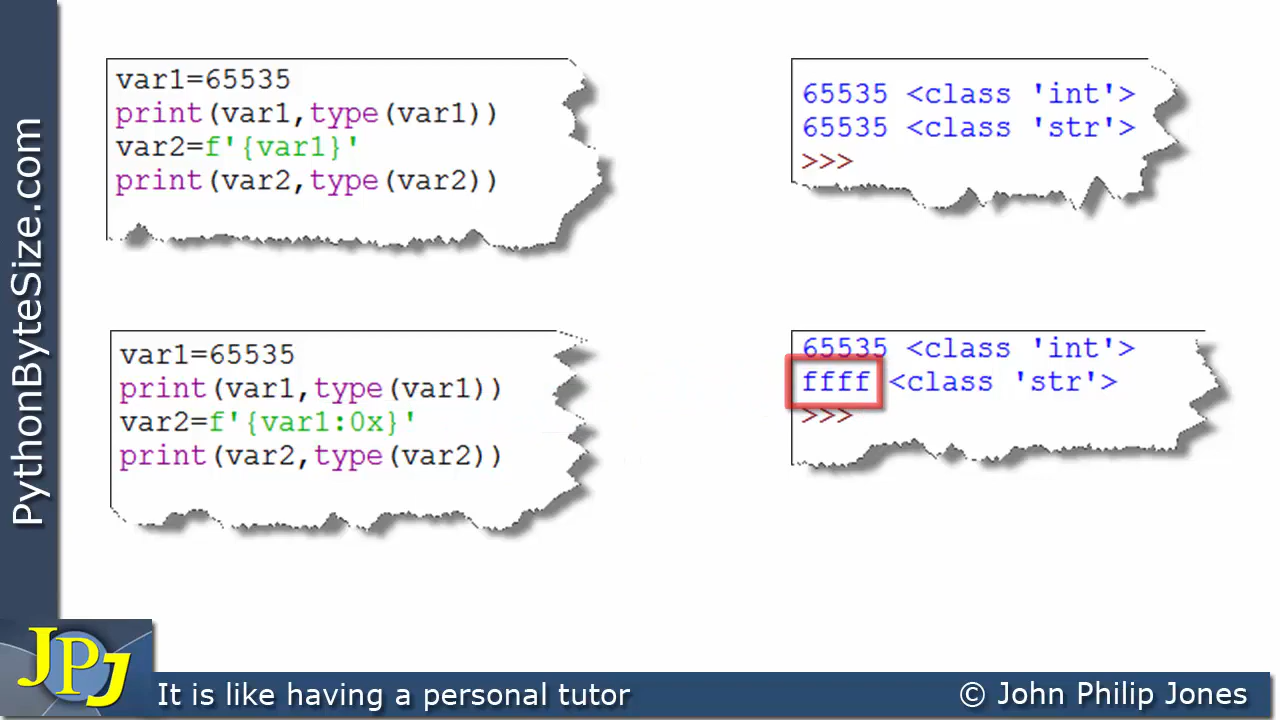 PythonByteSize.com
var1=65535
print(var1,type(var1))
var2=f'{var1}'
print(var2,type(var2))
65535 <class 'int'>
65535 <class 'str'>
>>>
var1=65535
print(var1,type(var1))
var2=f'{var1:0x}'
print(var2,type(var2))
65535 <class 'int'>
ffff <class 'str'>
>>>
JPJ
It is like having a personal tutor
© John Philip Jones